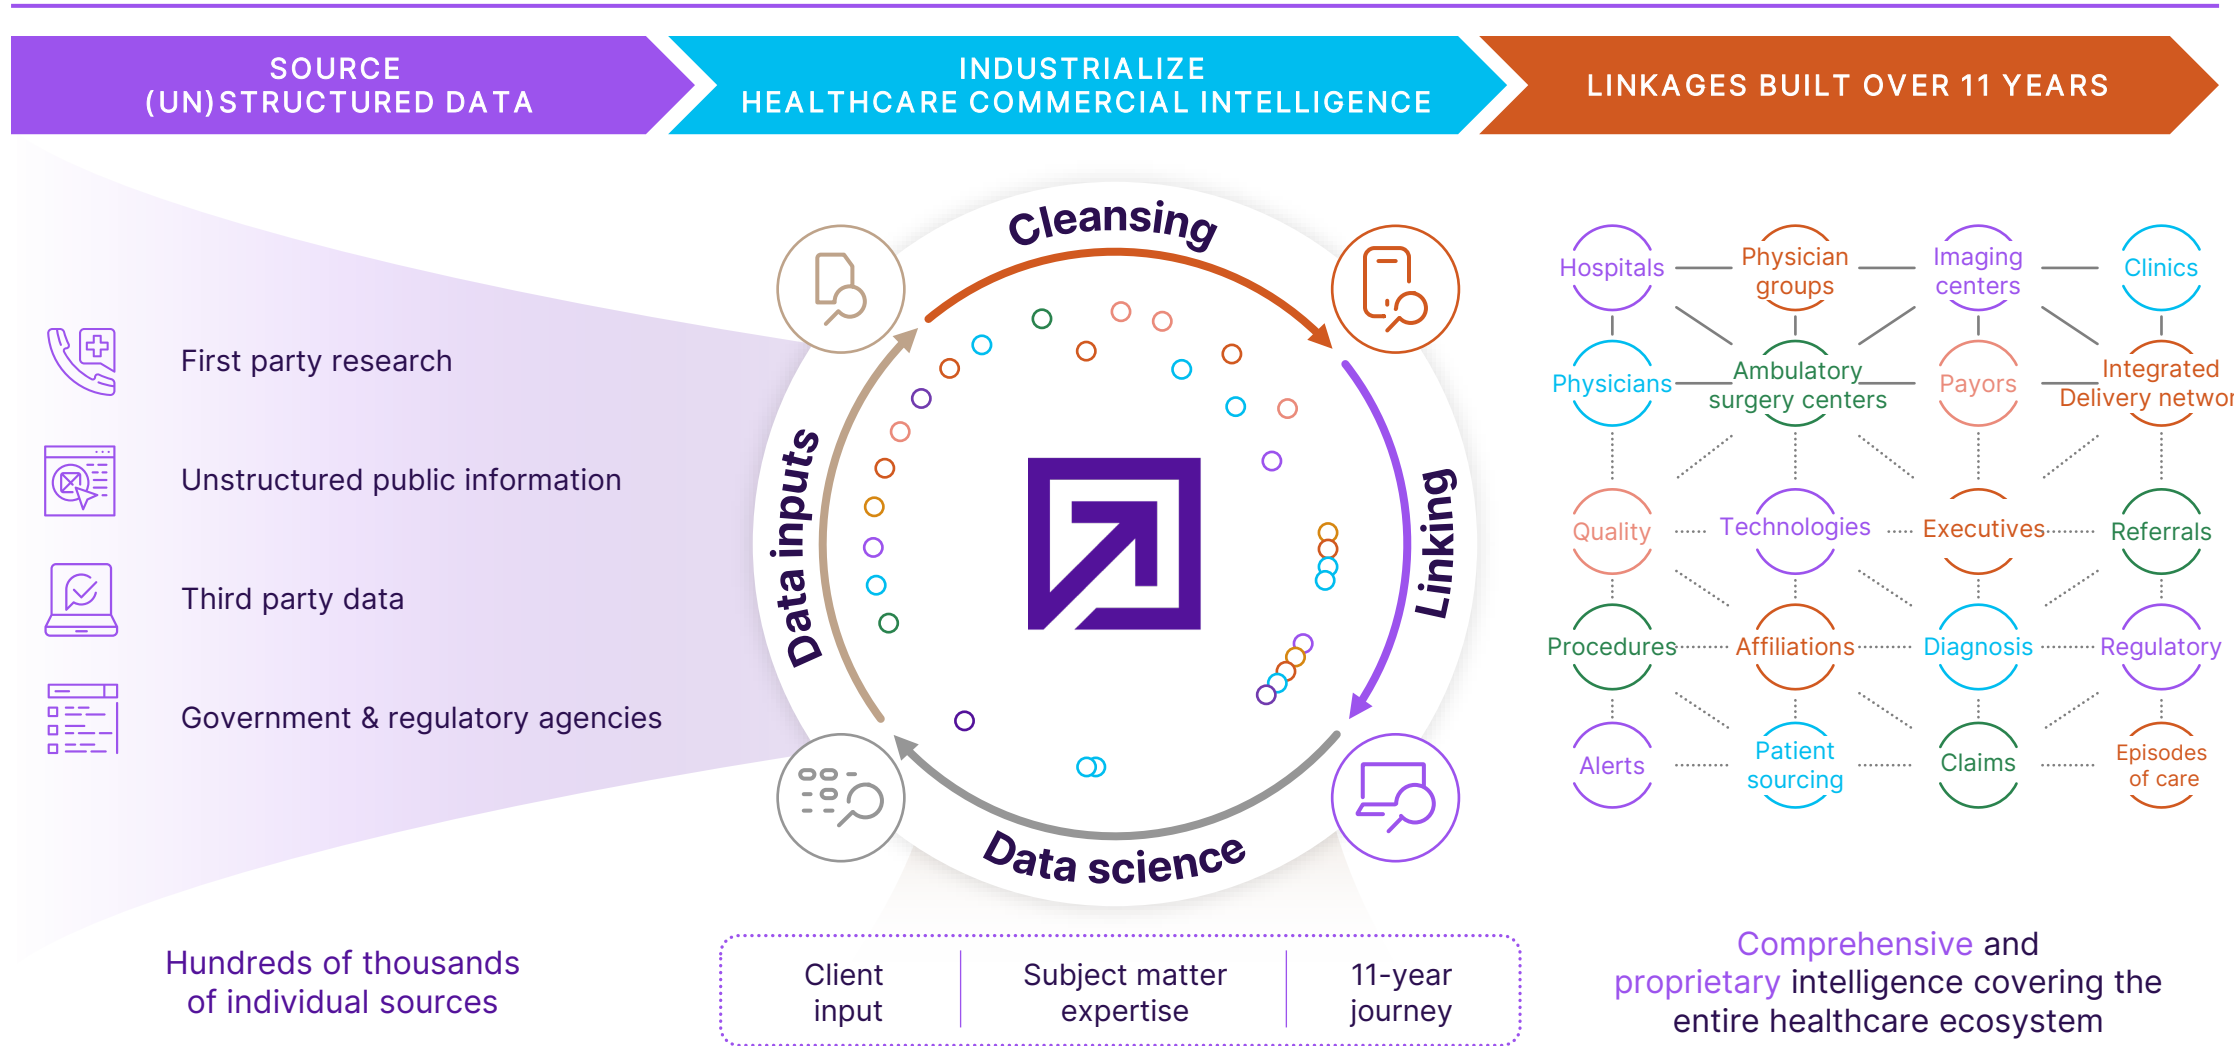 SOURCE
(UN)STRUCTURED DATA
INDUSTRIALIZE
HEALTHCARE COMMERCIAL INTELLIGENCE
LINKAGES BUILT OVER 11 YEARS
First party research
Unstructured public information
Third party data
Government & regulatory agencies
Hundreds of thousands
of individual sources
Cleansing
Linking
Data science
Data inputs
Client
input
Subject matter
expertise
11-year
journey
Hospitals
Physician
groups
Imaging
centers
Clinics
Physicians
Ambulatory
surgery centers
Payors
Integrated
Delivery networ
Quality
Technologies
Executives
Referrals
Procedures
Affiliations
Diagnosis
Regulatory
Alerts
Patient
sourcing
Claims
Episodes
of care
Comprehensive and
proprietary intelligence covering the
entire healthcare ecosystem